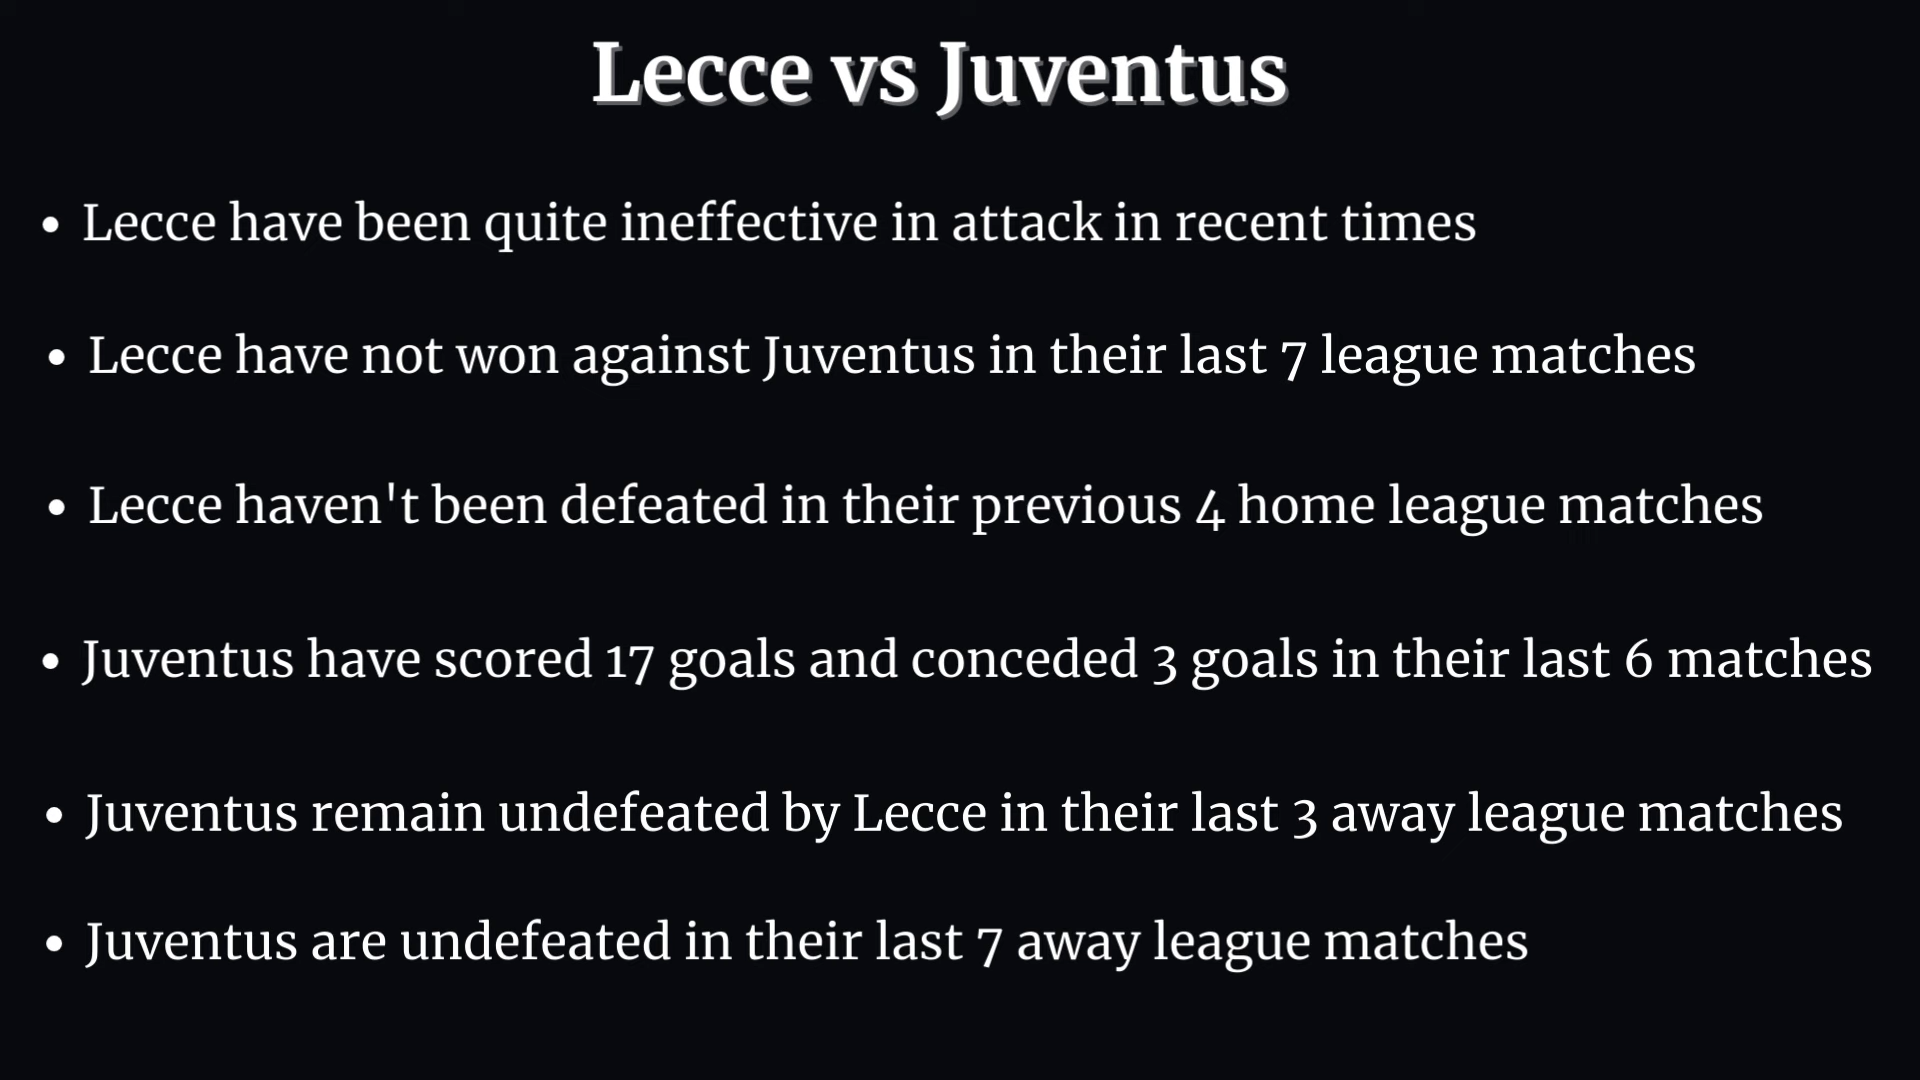 Lecce vs Juventus
• Lecce have been quite ineffective in attack in recent times
• Lecce have not won against Juventus in their last 7 league matches
• Lecce haven't been defeated in their previous 4 home league matches
• Juventus have scored 17 goals and conceded 3 goals in their last 6 matches
• Juventus remain undefeated by Lecce in their last 3 away league matches
• Juventus are undefeated in their last 7 away league matches